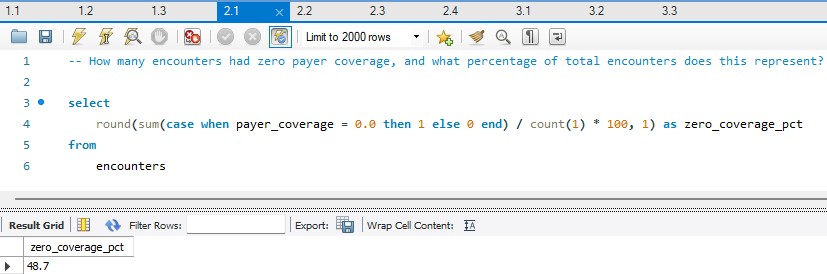 1.1 1.2 1.3 2.1 2.2 2.3 2.4 3.1 3.2 3.3
Limit to 2000 rows
1 -- How many encounters had zero payer coverage, and what percentage of total encounters does this represent?
2
3 select
4 round(sum(case when payer_coverage = 0.0 then 1 else 0 end) / count(1) * 100, 1) as zero_coverage_pct
5 from
6 encounters
Result Grid Filter Rows: Export: Wrap Cell Content: IA
zero_coverage_pct
48.7